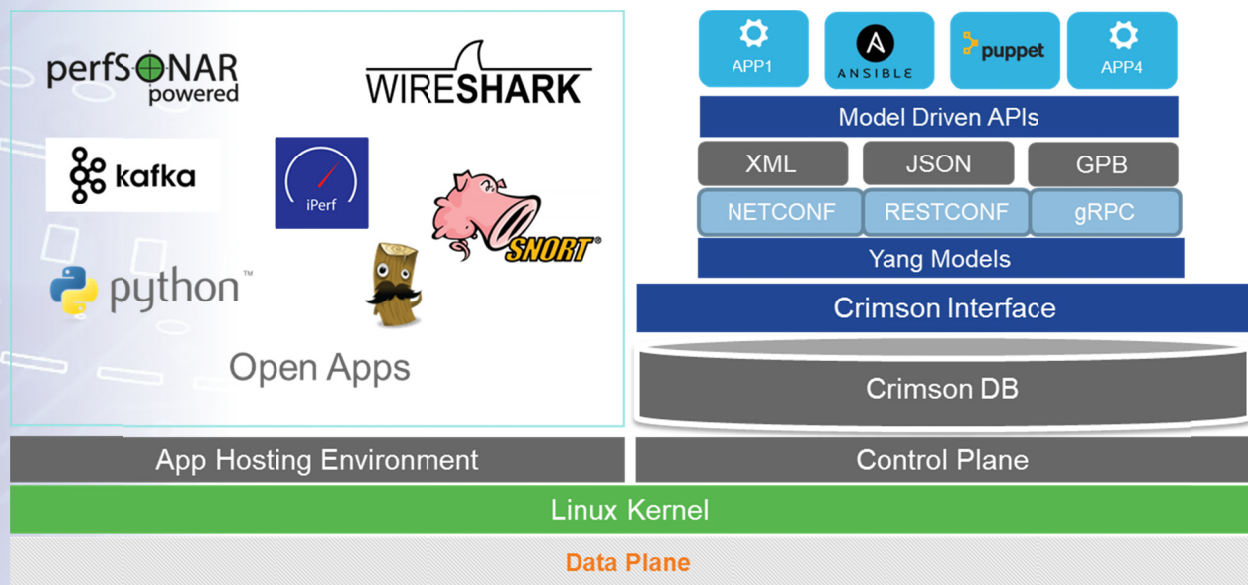 perfSONAR
powered
WIRESHARK
kafka
iPerf
SNORT®
python™
Open Apps
App Hosting Environment
APP1
ANSIBLE
puppet
APP4
Model Driven APIs
XML
JSON
GPB
NETCONF
RESTCONF
gRPC
Yang Models
Crimson Interface
Crimson DB
Control Plane
Linux Kernel
Data Plane